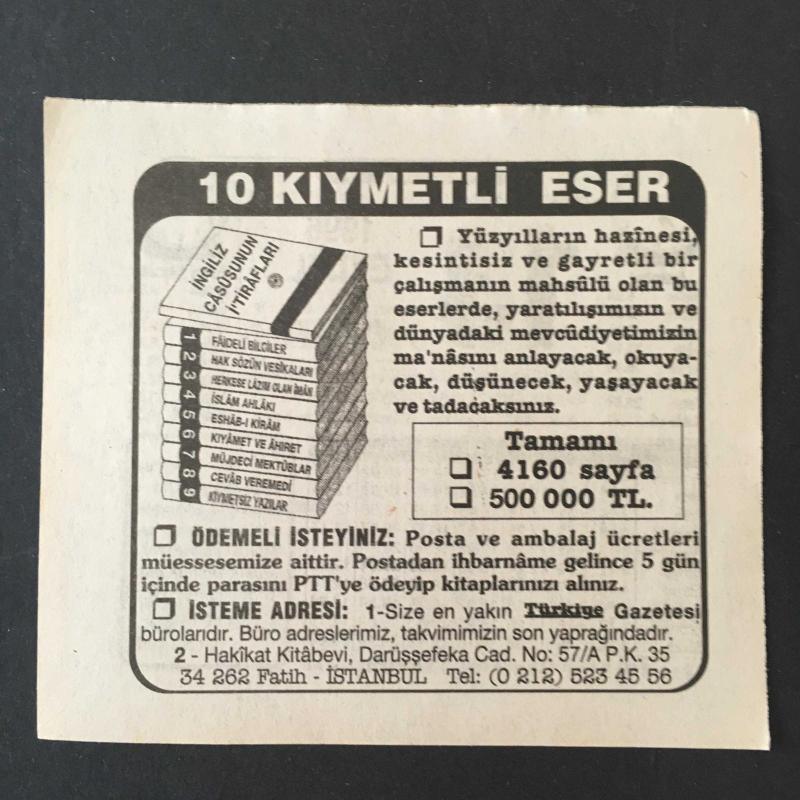 10 KIYMETLİ ESER
İNGİLİZ
CÂSÛSUNUN
İ'TİRÂFLARI
1 FÂİDELİ BİLGİLER
2 HAK SÖZÜN VESİKALARI
3 HERKESE LÂZIM OLAN ÎMÂN
4 İSLÂM AHLÂKI
5 ESHÂB-I KİRÂM
6 KIYÂMET VE ÂHIRET
7 MÜJDECİ MEKTÛBLAR
8 CEVÂB VEREMEDİ
9 KIYMETSİZ YAZILAR
❏ Yüzyılların hazînesi,
kesintisiz ve gayretli bir
çalışmanın mahsûlü olan bu
eserlerde, yaratılışımızın ve
dünyadaki mevcûdiyetimizin
ma'nâsını anlayacak, okuya-
cak, düşünecek, yaşayacak
ve tadacaksınız.
Tamamı
❏ 4160 sayfa
❏ 500 000 TL.
❏ ÖDEMELİ İSTEYİNİZ: Posta ve ambalaj ücretleri
müessesemize aittir. Postadan ihbarnâme gelince 5 gün
içinde parasını PTT'ye ödeyip kitaplarınızı alınız.
❏ İSTEME ADRESİ: 1-Size en yakın Türkiye Gazetesi
bürolarıdır. Büro adreslerimiz, takvimimizin son yaprağındadır.
2 - Hakîkat Kitâbevi, Darüşşefeka Cad. No: 57/A P.K. 35
34 262 Fatih - İSTANBUL Tel: (0 212) 523 45 56